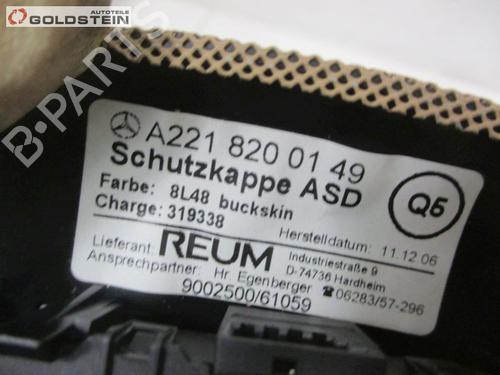 AUTOTEILE
GOLDSTEIN
B-PARTS
A221 820 01 49
Schutzkappe ASD
Farbe: 8L48 buckskin
Charge: 319338
Q5
Herstelldatum: 11.12.06
Lieferant: REUM
Industriestraße 9
D-74736 Hardheim
Ansprechpartner: Hr. Egenberger ☎06283/57-296
9002500/61059